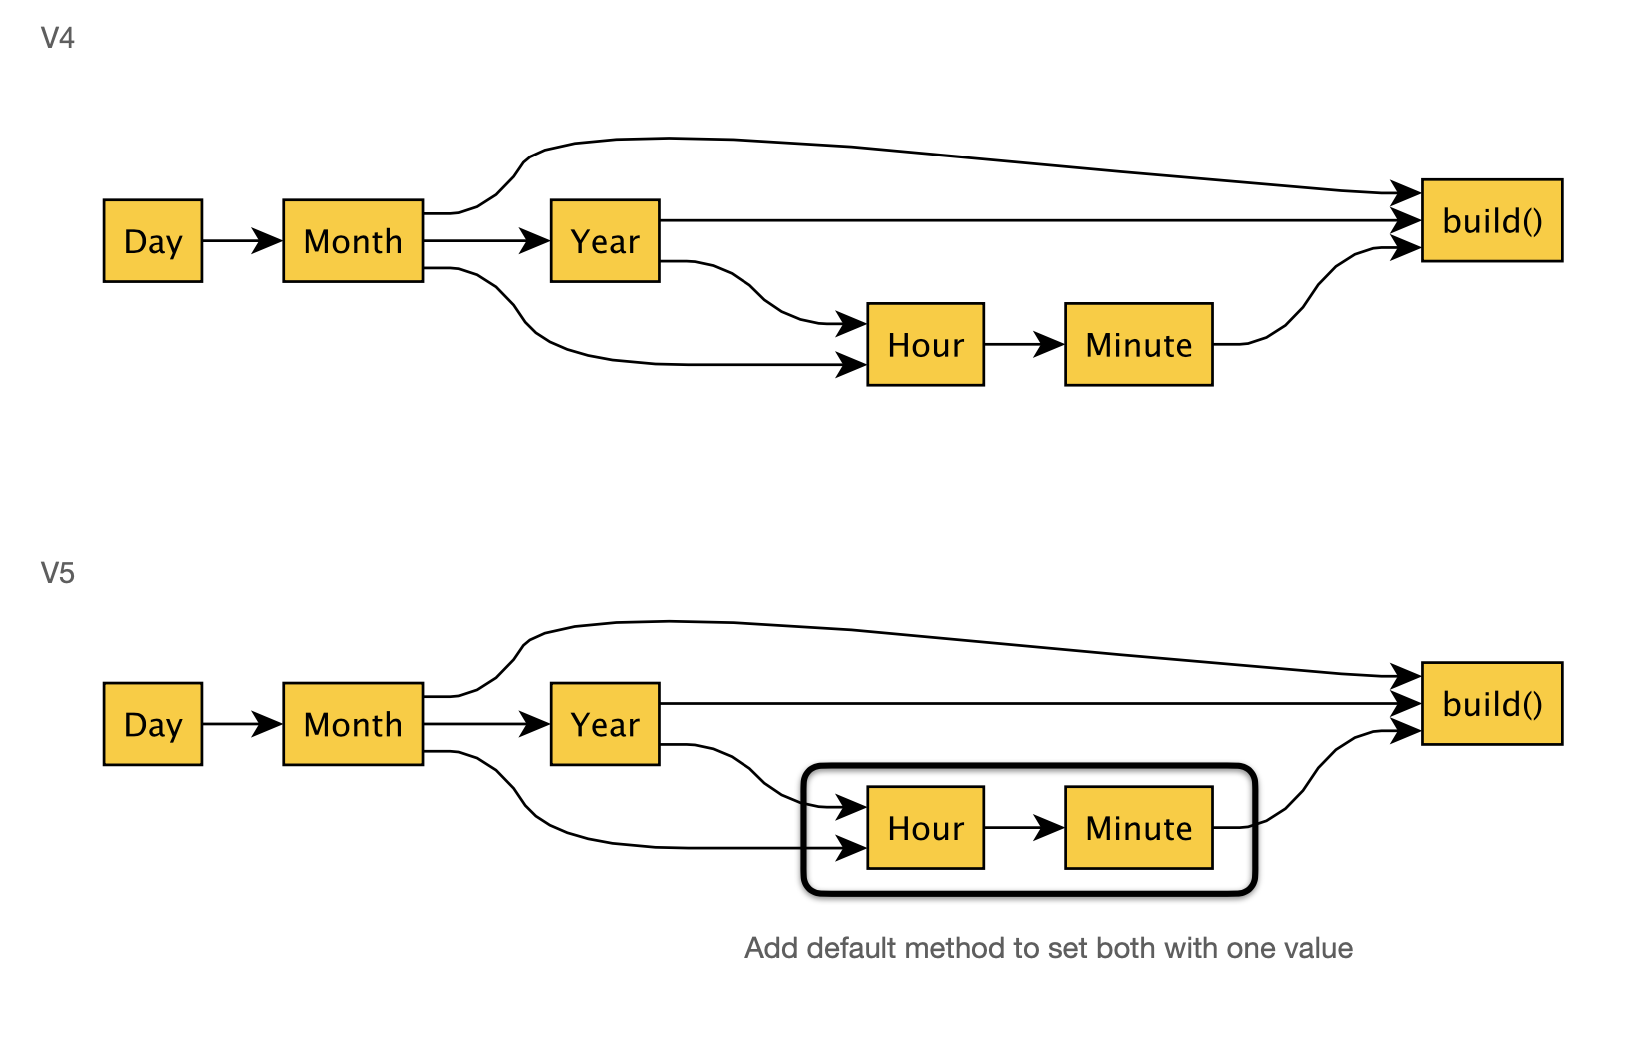 V4
Day
Month
Year
build()
Hour
Minute
V5
Day
Month
Year
build()
Hour
Minute
Add default method to set both with one value